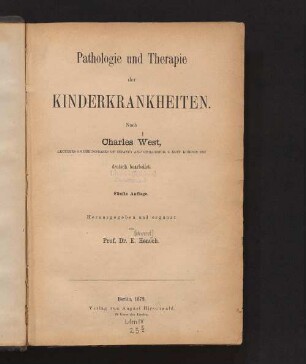 Pathologie und Therapie
der
KINDERKRANKHEITEN.
Nach
Charles West,
deutsch bearbeitet.
Fünfte Auflage.
Herausgegeben und ergänzt
Prof. Dr. E. Henoch.
Berlin, 1872.
Verlag von August Hirschwald.